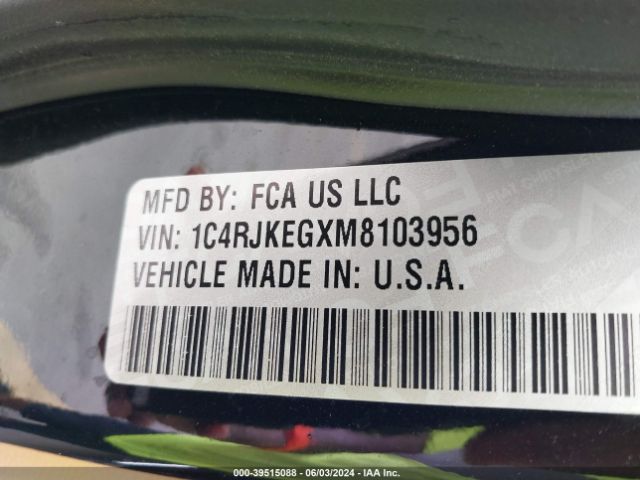 MFD BY: FCA US LLC
VIN: 1C4RJKEGXM8103956
VEHICLE MADE IN: U.S.A.
000-39515088 - 06/03/2024 - IAA Inc.